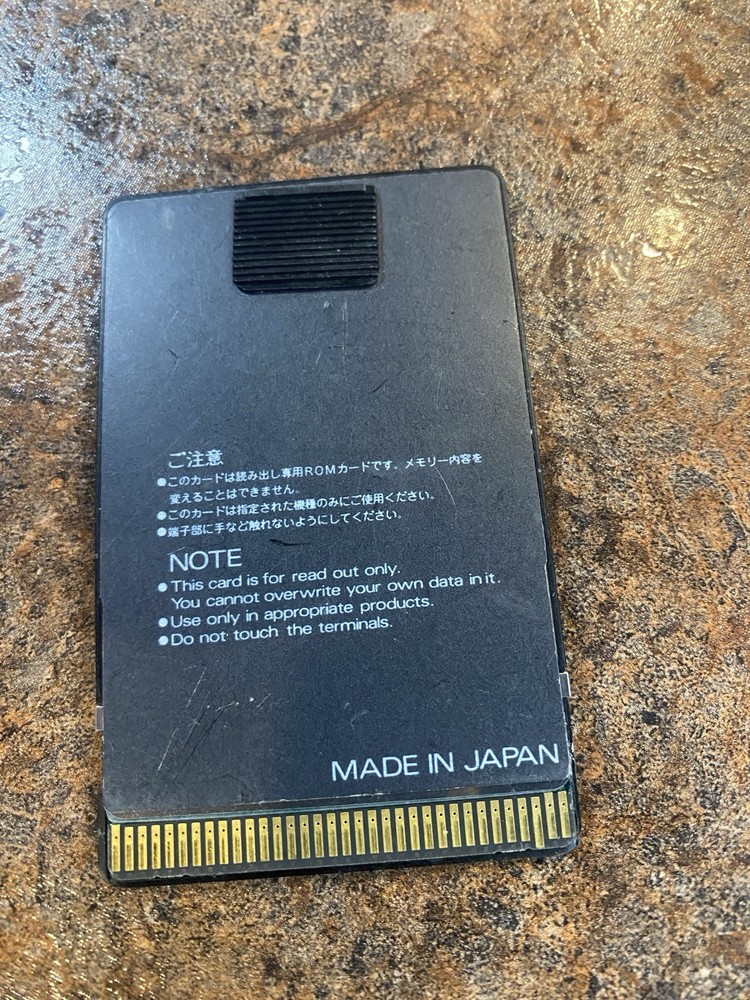 ご注意
●このカードは読み出し専用ROMカードです。メモリー内容を
変えることはできません。
●このカードは指定された機種のみにご使用ください。
●端子部に手など触れないようにしてください。
NOTE
●This card is for read out only.
You cannot overwrite your own data in it.
●Use only in appropriate products.
●Do not touch the terminals.
MADE IN JAPAN